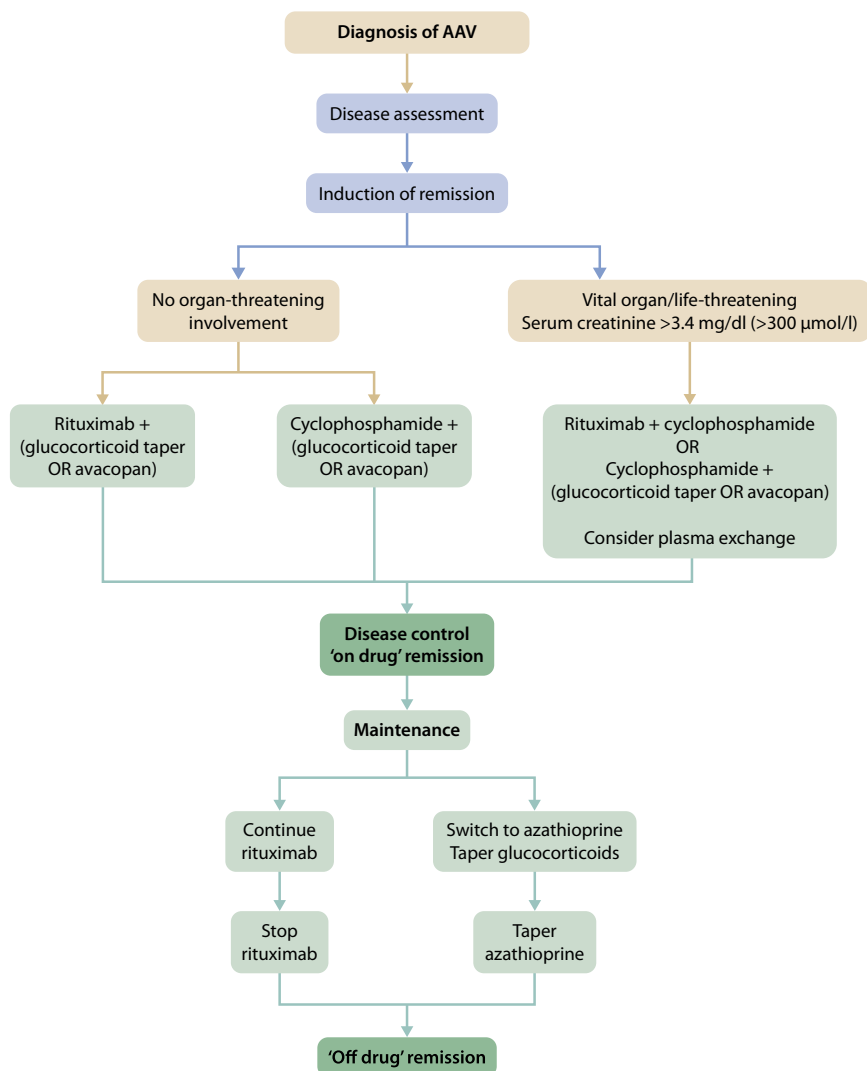 Diagnosis of AAV
Disease assessment
Induction of remission
No organ-threatening
involvement
Vital organ/life-threatening
Serum creatinine >3.4 mg/dl (>300 μmol/l)
Rituximab +
(glucocorticoid taper
OR avacopan)
Cyclophosphamide +
(glucocorticoid taper
OR avacopan)
Rituximab + cyclophosphamide
OR
Cyclophosphamide +
(glucocorticoid taper OR avacopan)
Consider plasma exchange
Disease control
‘on drug’ remission
Maintenance
Continue
rituximab
Switch to azathioprine
Taper glucocorticoids
Stop
rituximab
Taper
azathioprine
‘Off drug’ remission